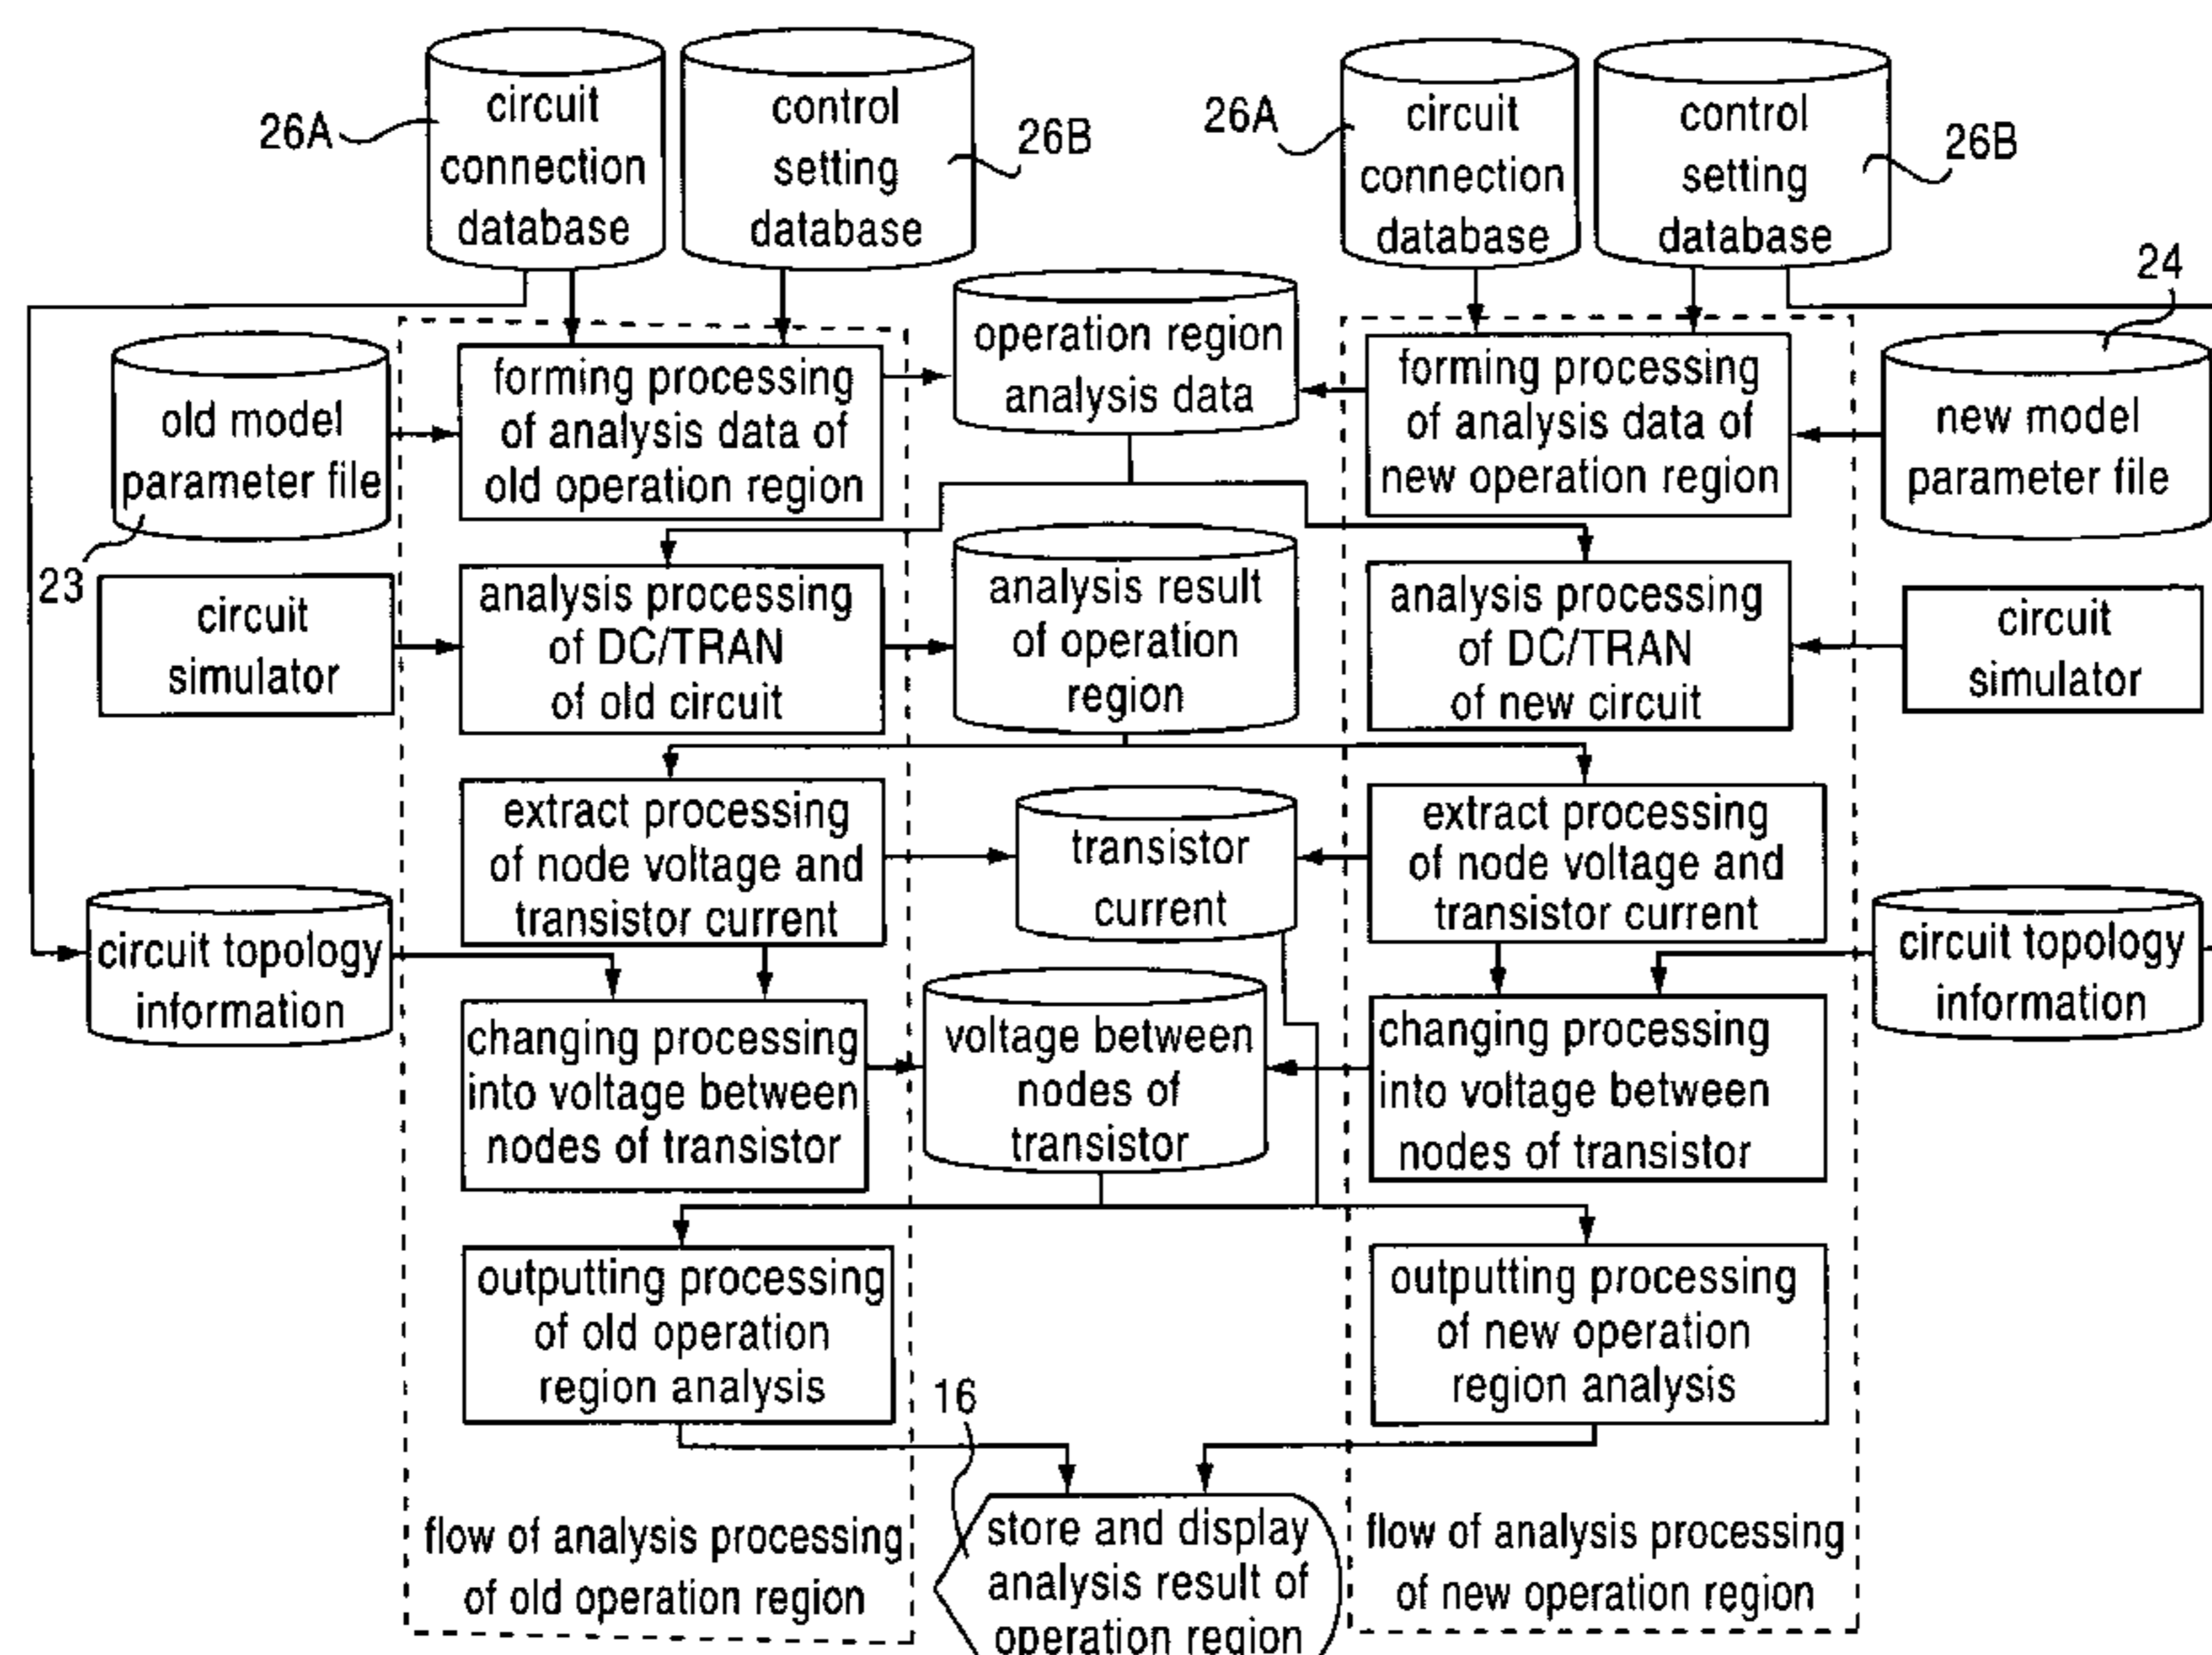 26A
circuit
connection
database
control
setting
database
26B
26A
circuit
connection
database
control
setting
database
26B
24
old model
parameter file
23
forming processing
of analysis data of
old operation region
operation region
analysis data
forming processing
of analysis data of
new operation region
new model
parameter file
circuit
simulator
analysis processing
of DC/TRAN
of old circuit
analysis result
of operation
region
analysis processing
of DC/TRAN
of new circuit
circuit
simulator
extract processing
of node voltage and
transistor current
transistor
current
extract processing
of node voltage and
transistor current
circuit topology
information
changing processing
into voltage between
nodes of transistor
voltage between
nodes of
transistor
changing processing
into voltage between
nodes of transistor
circuit topology
information
outputting processing
of old operation
region analysis
outputting processing
of new operation
region analysis
16
flow of analysis processing
of old operation region
store and display
analysis result of
operation region
flow of analysis processing
of new operation region